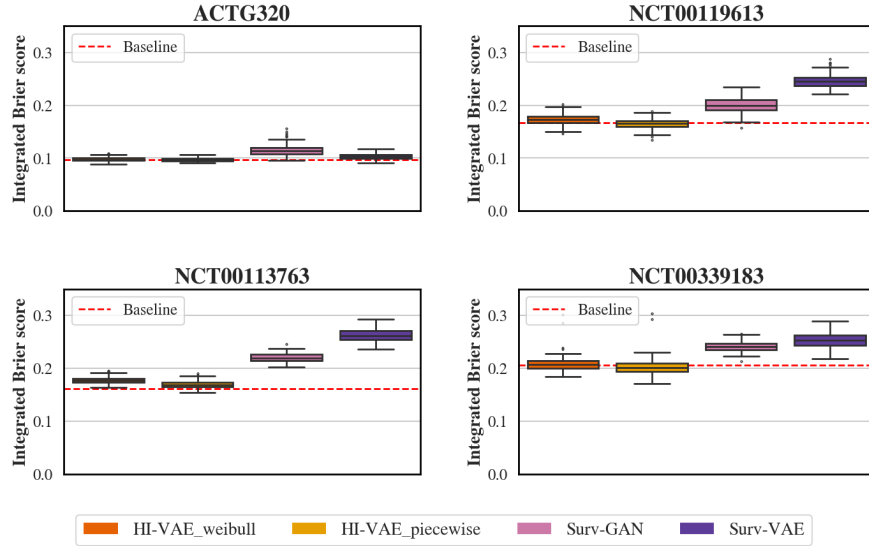 ACTG320
Integrated Brier score
0.3
0.2
0.1
0.0
Baseline
NCT00119613
Integrated Brier score
0.3
0.2
0.1
0.0
Baseline
NCT00113763
Integrated Brier score
0.3
0.2
0.1
0.0
Baseline
NCT00339183
Integrated Brier score
0.3
0.2
0.1
0.0
Baseline
HI-VAE_weibull HI-VAE_piecewise Surv-GAN Surv-VAE